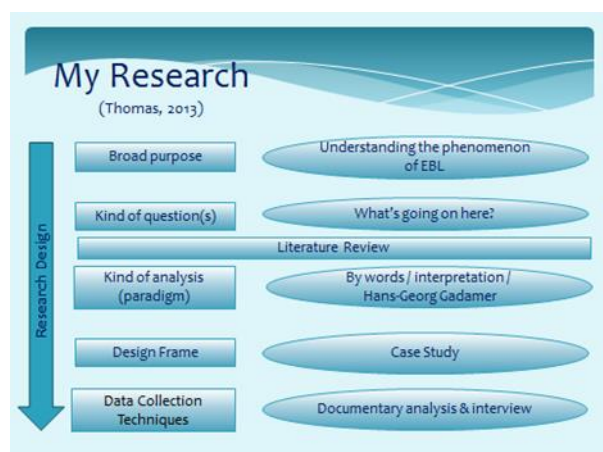 My Research
(Thomas, 2013)
Research Design
Broad purpose
Understanding the phenomenon
of EBL
Kind of question(s)
What's going on here?
Literature Review
Kind of analysis
(paradigm)
By words / interpretation /
Hans-Georg Gadamer
Design Frame
Case Study
Data Collection
Techniques
Documentary analysis & interview